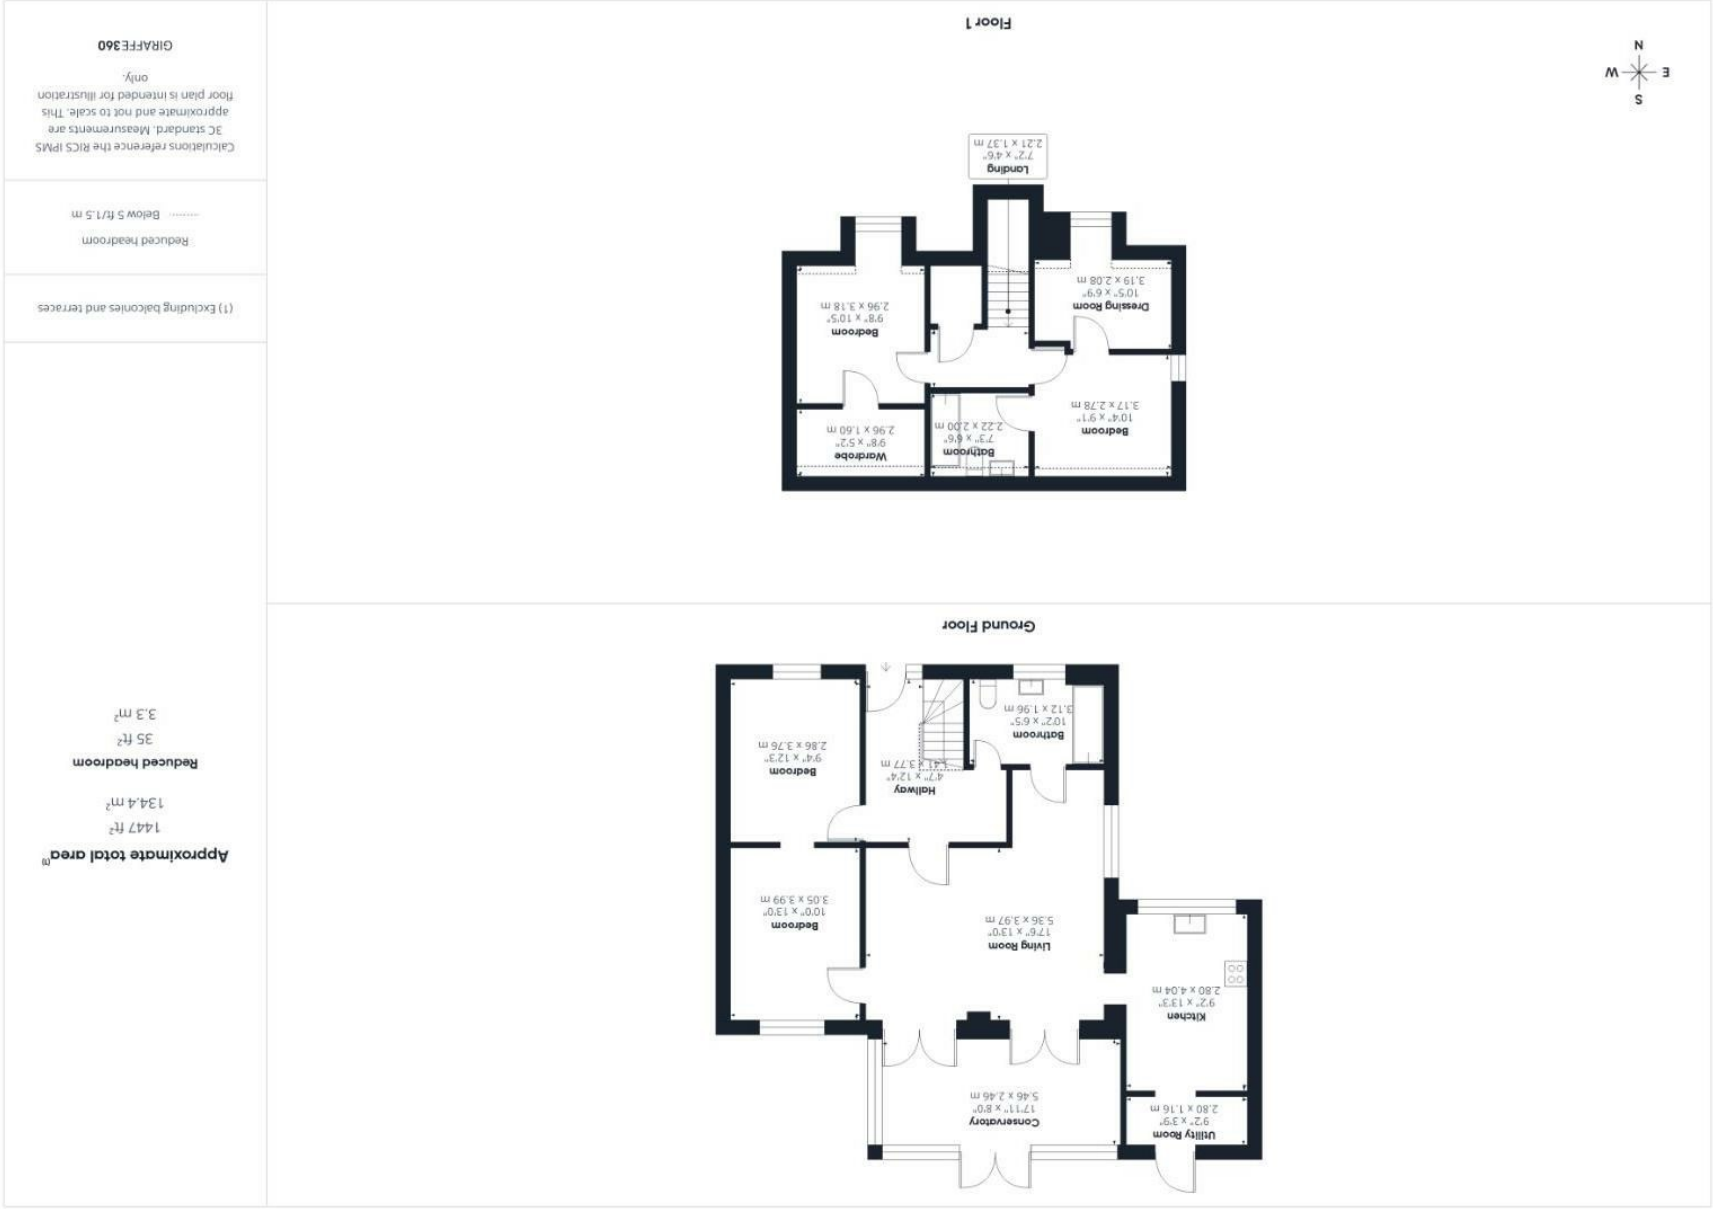 Utility Room
9'2" x 3'9"
2.80 x 1.16 m
Conservatory
17'11" x 8'0"
5.46 x 2.46 m
Kitchen
9'2" x 13'3"
2.80 x 4.04 m
Living Room
17'6" x 13'0"
5.36 x 3.97 m
Bedroom
10'0" x 13'0"
3.05 x 3.99 m
Hallway
4'7" x 12'4"
1.41 x 3.77 m
Bedroom
9'4" x 12'3"
2.86 x 3.76 m
Bathroom
10'2" x 6'5"
3.12 x 1.96 m
Ground Floor
Bedroom
10'4" x 9'1"
3.17 x 2.78 m
Bathroom
7'3" x 6'6"
2.22 x 2.00 m
Wardrobe
9'8" x 5'2"
2.96 x 1.60 m
Dressing Room
10'5" x 6'9"
3.19 x 2.08 m
Bedroom
9'8" x 10'5"
2.96 x 3.18 m
Landing
7'2" x 4'6"
2.21 x 1.37 m
S
E W
N
Floor 1
Approximate total area(1)
1447 ft²
134.4 m²
Reduced headroom
35 ft²
3.3 m²
(1) Excluding balconies and terraces
Reduced headroom
Below 5 ft/1.5 m
Calculations reference the RICS IPMS
3C standard. Measurements are
approximate and not to scale. This
floor plan is intended for illustration
only.
GIRAFFE360